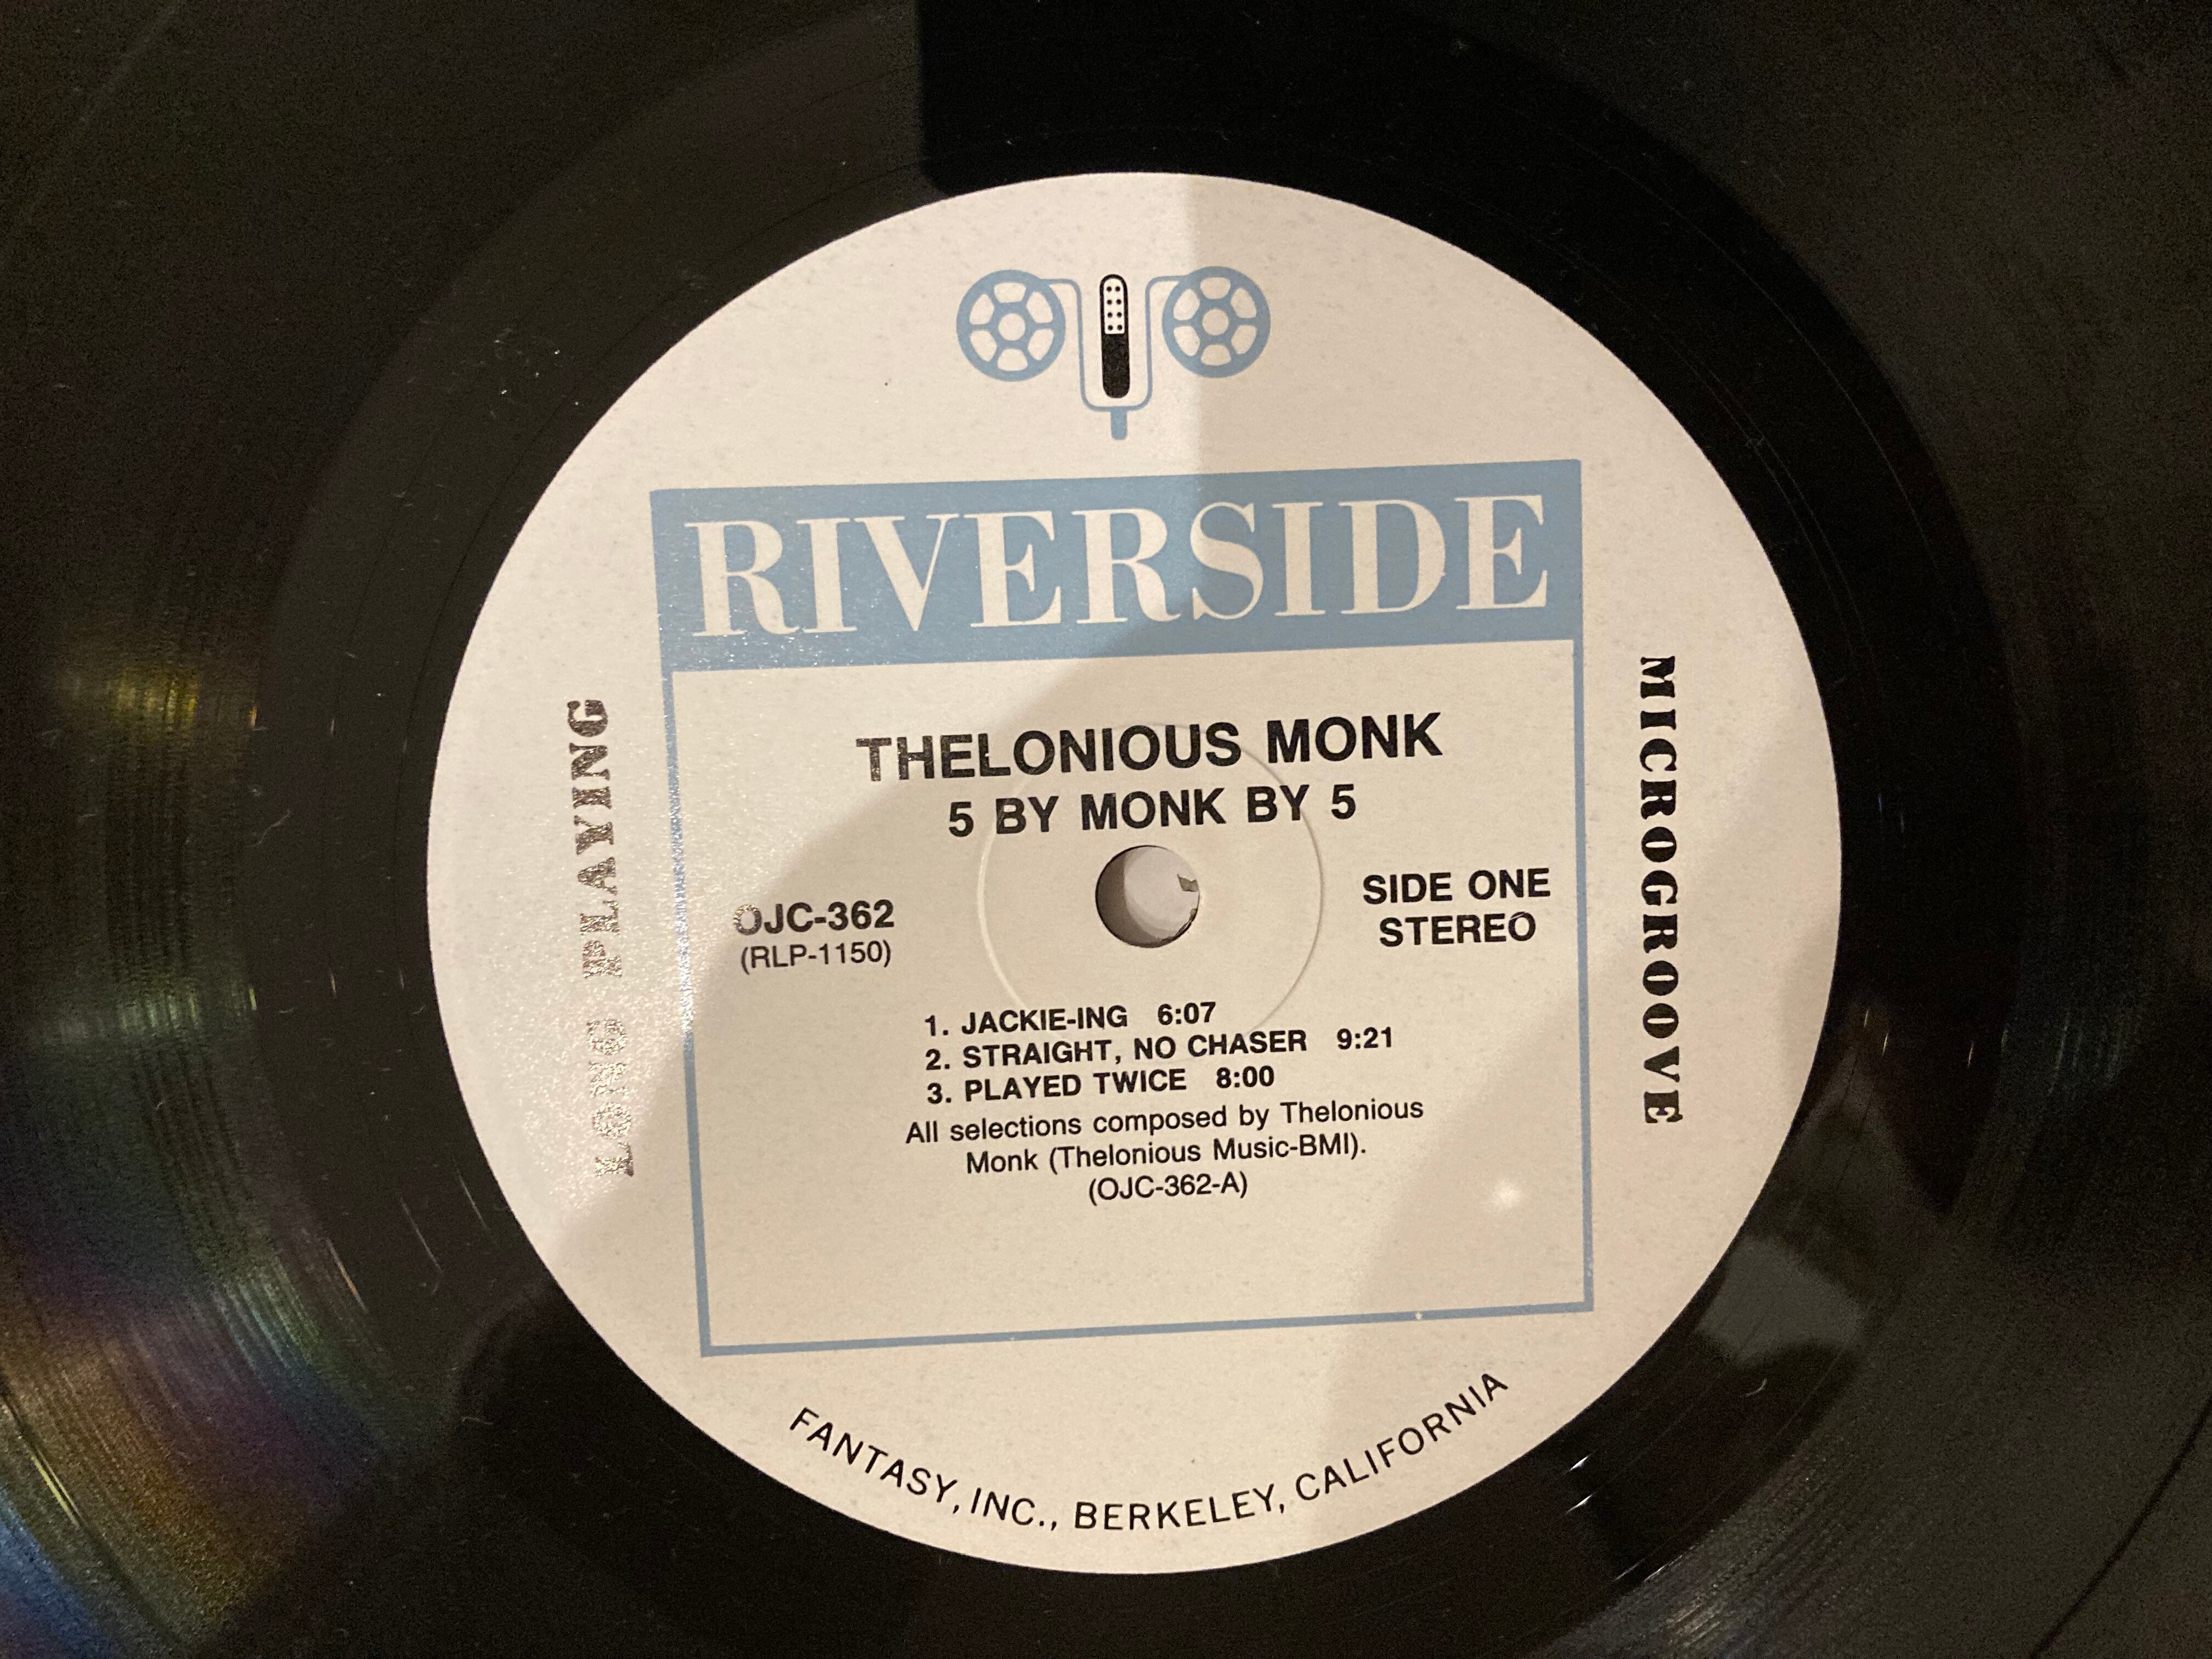 RIVERSIDE
LONG PLAYING
MICROGROOVE
THELONIOUS MONK
5 BY MONK BY 5
OJC-362
(RLP-1150)
SIDE ONE
STEREO
1. JACKIE-ING 6:07
2. STRAIGHT, NO CHASER 9:21
3. PLAYED TWICE 8:00
All selections composed by Thelonious
Monk (Thelonious Music-BMI).
(OJC-362-A)
FANTASY, INC., BERKELEY, CALIFORNIA